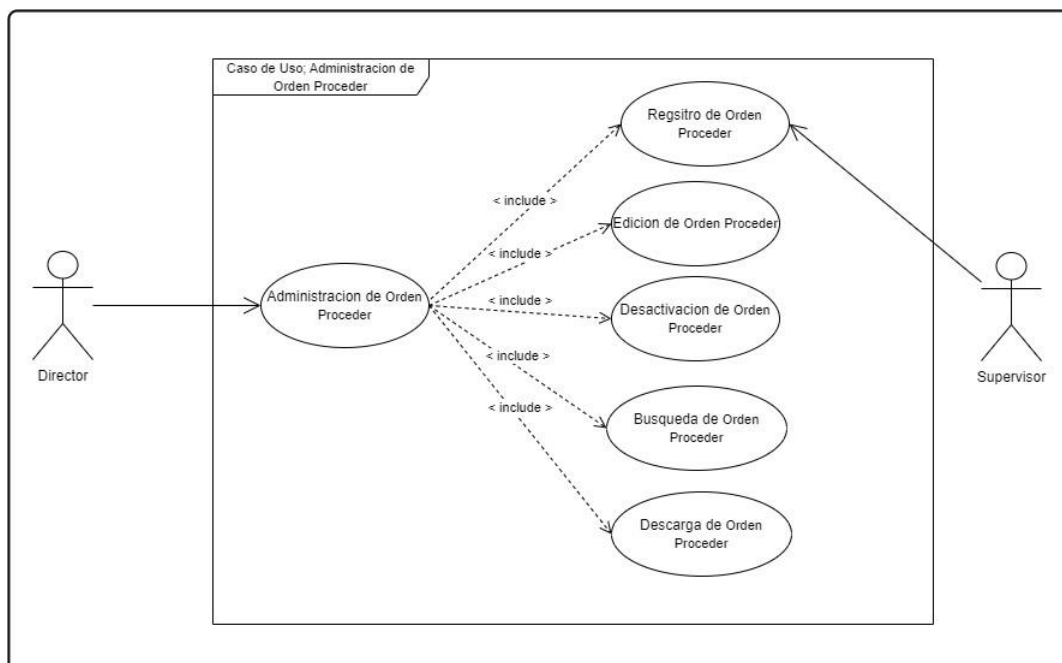 Caso de Uso; Administracion de
Orden Proceder
Regsitro de Orden
Proceder
< include >
Edicion de Orden Proceder
< include >
Administracion de Orden
Proceder
< include >
Desactivacion de Orden
Proceder
< include >
Director
Supervisor
< include >
Busqueda de Orden
Proceder
Descarga de Orden
Proceder